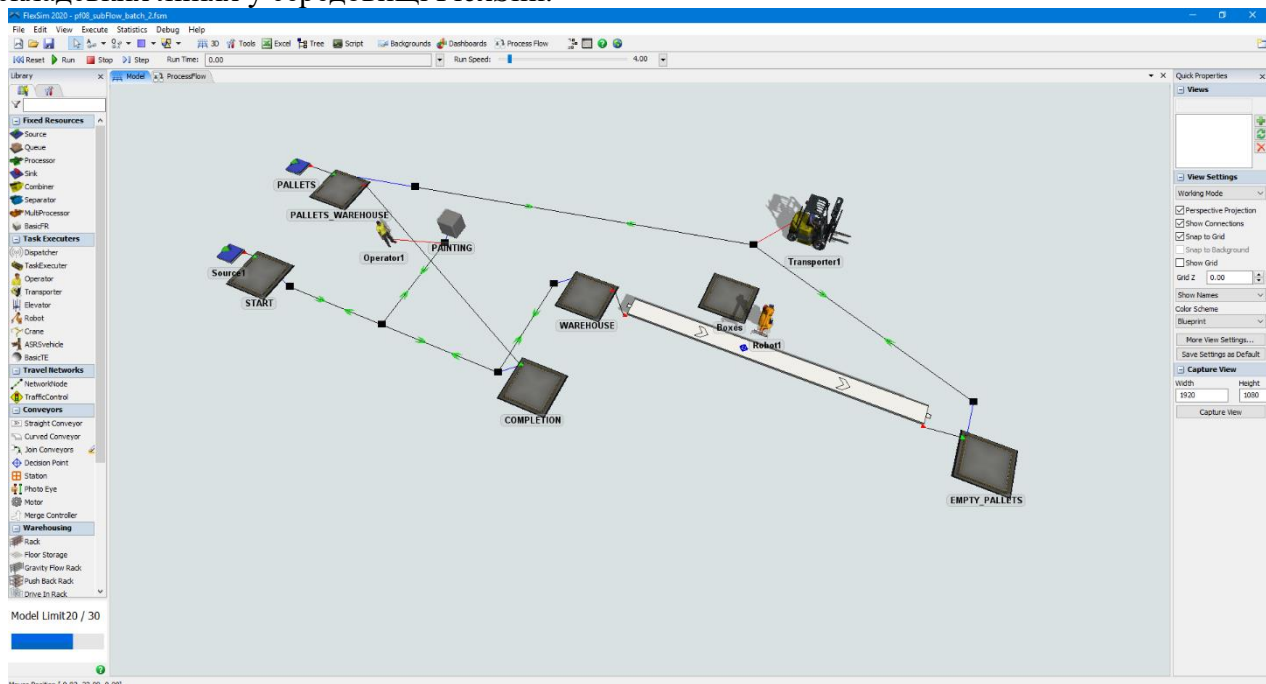 FlexSim 2020 - pf08_subFlow_batch_2.fsm
File Edit View Execute Statistics Debug Help
3D Tools Excel Tree Script Backgrounds Dashboards Process Flow
Reset Run Stop Step Run Time: 0.00 Run Speed: 4.00
Library
Model ProcessFlow
Fixed Resources
Source
Queue
Processor
Sink
Combiner
Separator
MultiProcessor
BasicFR
Task Executers
Dispatcher
TaskExecuter
Operator
Transporter
Elevator
Robot
Crane
ASRSvehicle
BasicTE
Travel Networks
NetworkNode
TrafficControl
Conveyors
Straight Conveyor
Curved Conveyor
Join Conveyors
Decision Point
Station
Photo Eye
Motor
Merge Controller
Warehousing
Rack
Floor Storage
Gravity Flow Rack
Push Back Rack
Drive In Rack
Model Limit20 / 30
PALLETS
PALLETS_WAREHOUSE
Operator1
PAINTING
Source1
START
Transporter1
WAREHOUSE
Boxes
Robot1
COMPLETION
EMPTY_PALLETS
Quick Properties
Views
View Settings
Working Mode
Perspective Projection
Show Connections
Snap to Grid
Snap to Background
Show Grid
Grid Z 0.00
Show Names
Color Scheme
Blueprint
More View Settings...
Save Settings as Default
Capture View
Width Height
1920 1080
Capture View